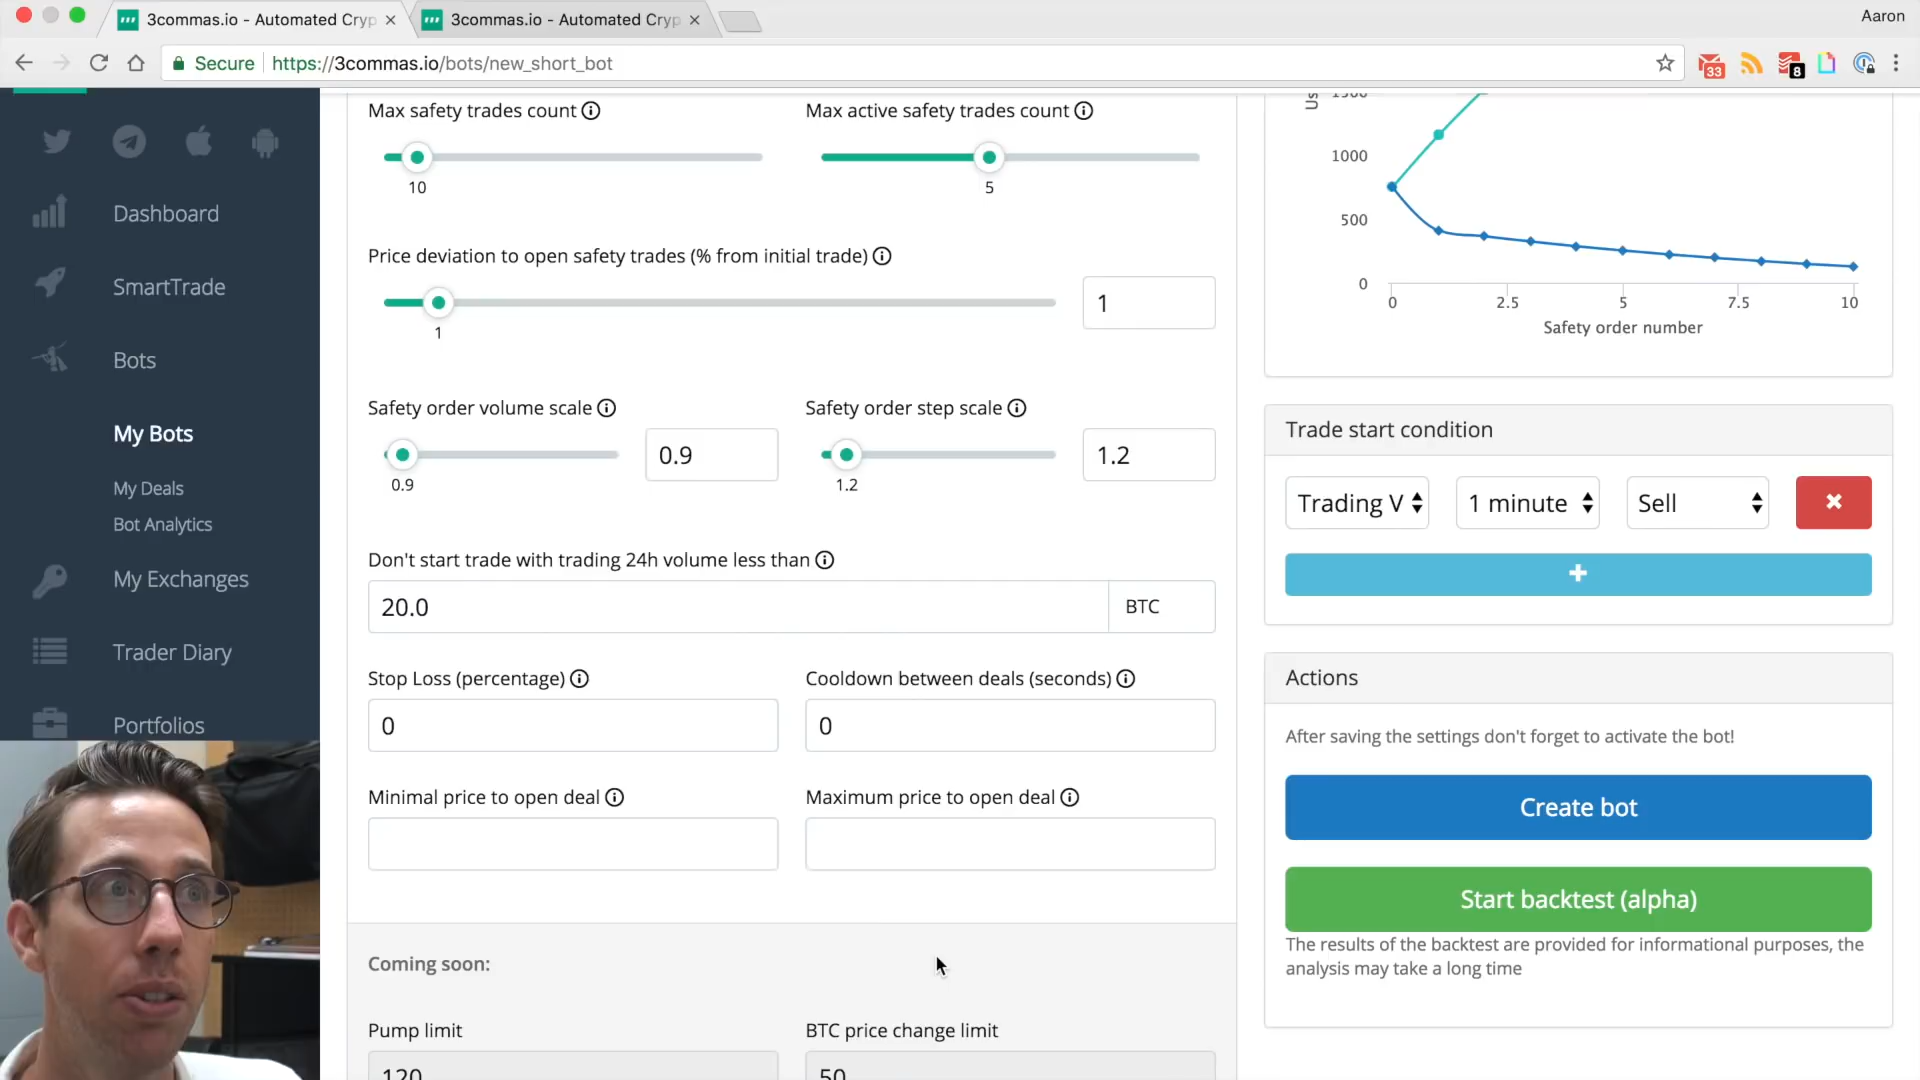 3commas.io - Automated Cryp
3commas.io - Automated Cryp
Aaron
Secure
https://3commas.io/bots/new_short_bot
33
8
Dashboard
SmartTrade
Bots
My Bots
My Deals
Bot Analytics
My Exchanges
Trader Diary
Portfolios
Max safety trades count
10
Max active safety trades count
5
Price deviation to open safety trades (% from initial trade)
1
1
Safety order volume scale
0.9
0.9
Safety order step scale
1.2
1.2
Don't start trade with trading 24h volume less than
20.0
BTC
Stop Loss (percentage)
0
Cooldown between deals (seconds)
0
Minimal price to open deal
Maximum price to open deal
Coming soon:
Pump limit
120
BTC price change limit
50
Us
1500
1000
500
0
0
2.5
5
7.5
10
Safety order number
Trade start condition
Trading V
1 minute
Sell
Actions
After saving the settings don't forget to activate the bot!
Create bot
Start backtest (alpha)
The results of the backtest are provided for informational purposes, the
analysis may take a long time